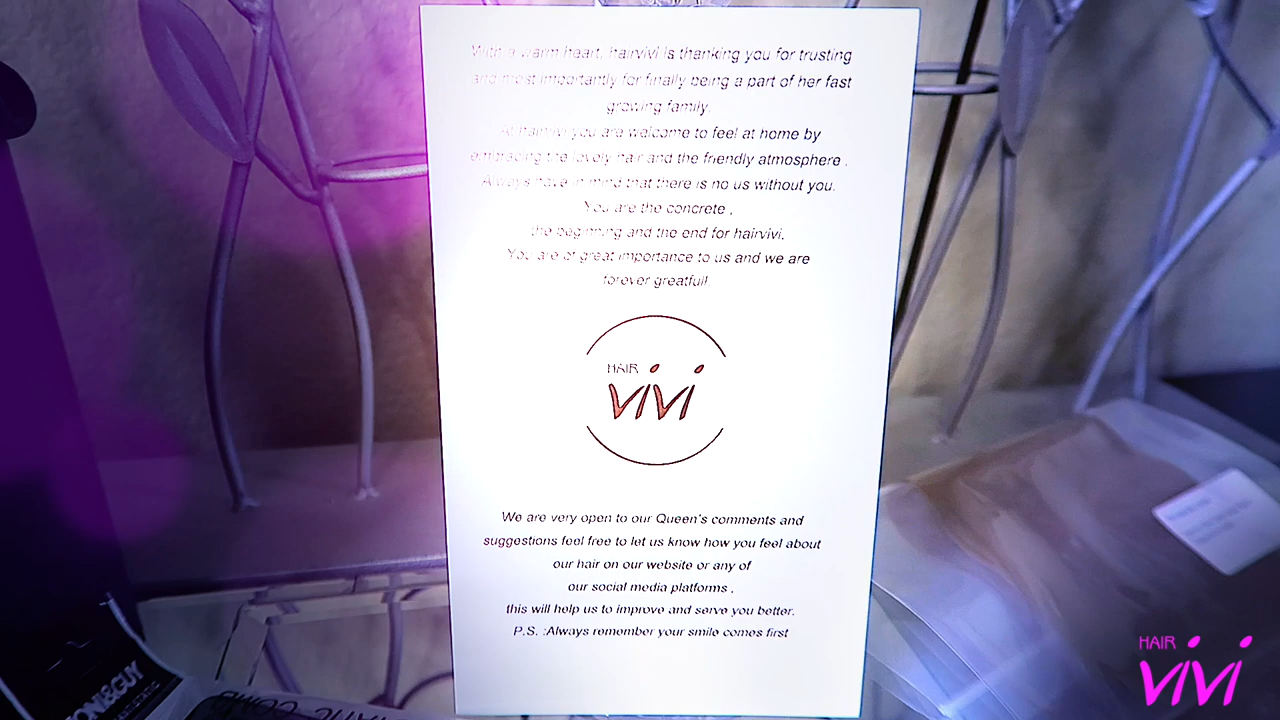 With a warm heart, hairvivi is thanking you for trusting
and most importantly for finally being a part of her fast
growing family.
At hairvivi you are welcome to feel at home by
embracing the lovely hair and the friendly atmosphere .
Always have in mind that there is no us without you.
You are the concrete ,
the beginning and the end for hairvivi.
You are of great importance to us and we are
forever greatfull.
HAIR
vivi
We are very open to our Queen's comments and
suggestions feel free to let us know how you feel about
our hair on our website or any of
our social media platforms ,
this will help us to improve and serve you better.
P.S. :Always remember your smile comes first
NI&GUY
HAIR
vivi